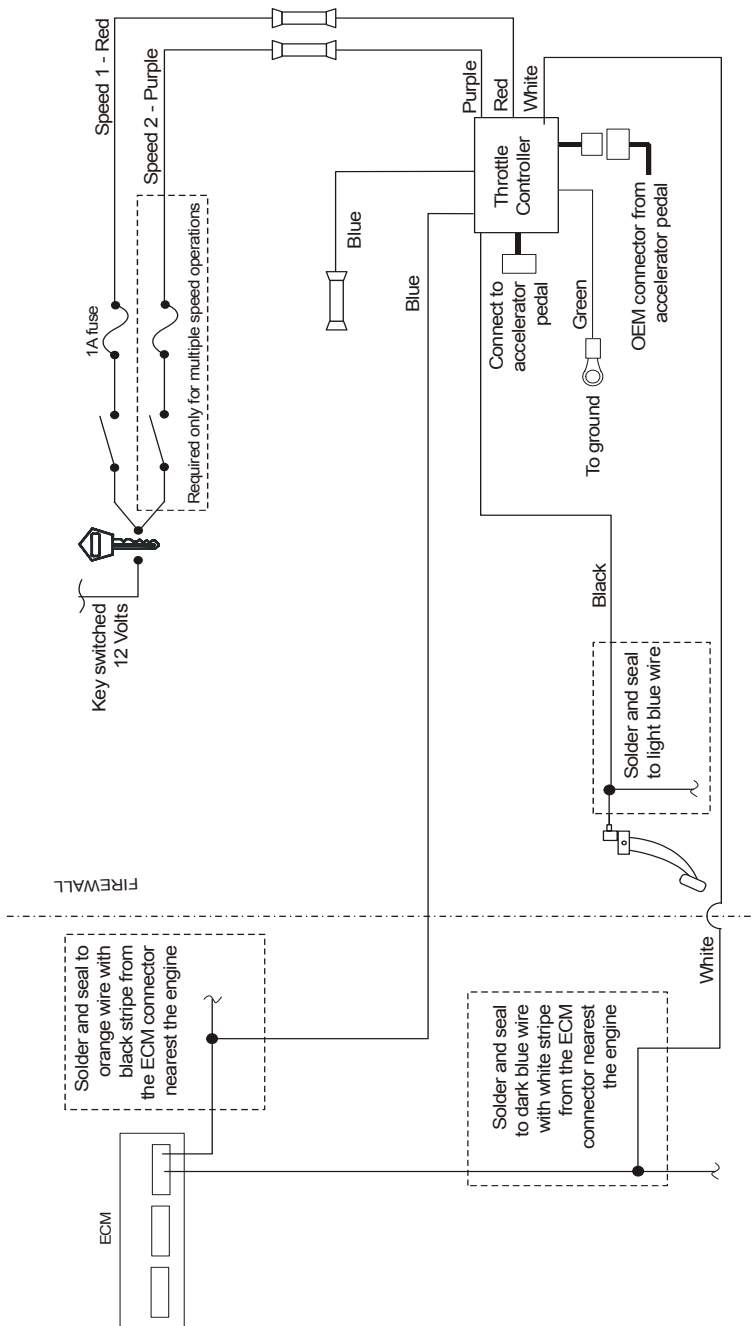 ECM
Solder and seal to
orange wire with
black stripe from
the ECM connector
nearest the engine
FIREWALL
Key switched
12 Volts
1A fuse
Speed 1 - Red
Speed 2 - Purple
Required only for multiple speed operations
Blue
Blue
Purple
Red
White
Throttle
Controller
Connect to
accelerator
pedal
Green
To ground
OEM connector from
accelerator pedal
Black
Solder and seal
to light blue wire
Solder and seal
to dark blue wire
with white stripe
from the ECM
connector nearest
the engine
White